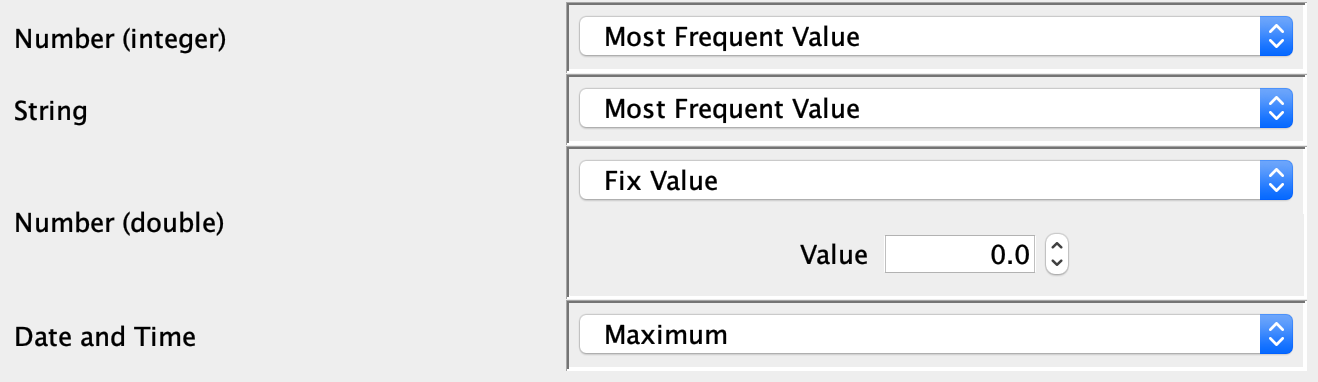 Number (integer)
Most Frequent Value
String
Most Frequent Value
Number (double)
Fix Value
Value 0.0
Date and Time
Maximum